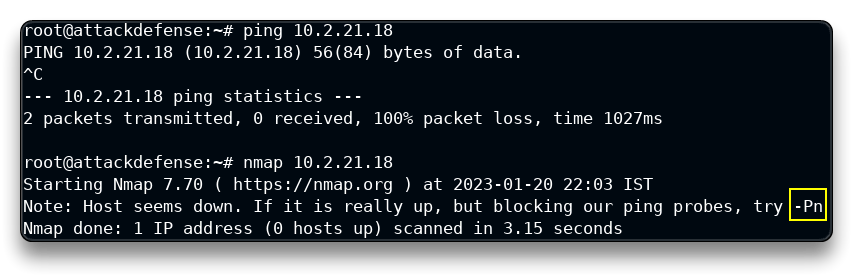 root@attackdefense:~# ping 10.2.21.18
PING 10.2.21.18 (10.2.21.18) 56(84) bytes of data.
^C
--- 10.2.21.18 ping statistics ---
2 packets transmitted, 0 received, 100% packet loss, time 1027ms
root@attackdefense:~# nmap 10.2.21.18
Starting Nmap 7.70 ( https://nmap.org ) at 2023-01-20 22:03 IST
Note: Host seems down. If it is really up, but blocking our ping probes, try -Pn
Nmap done: 1 IP address (0 hosts up) scanned in 3.15 seconds